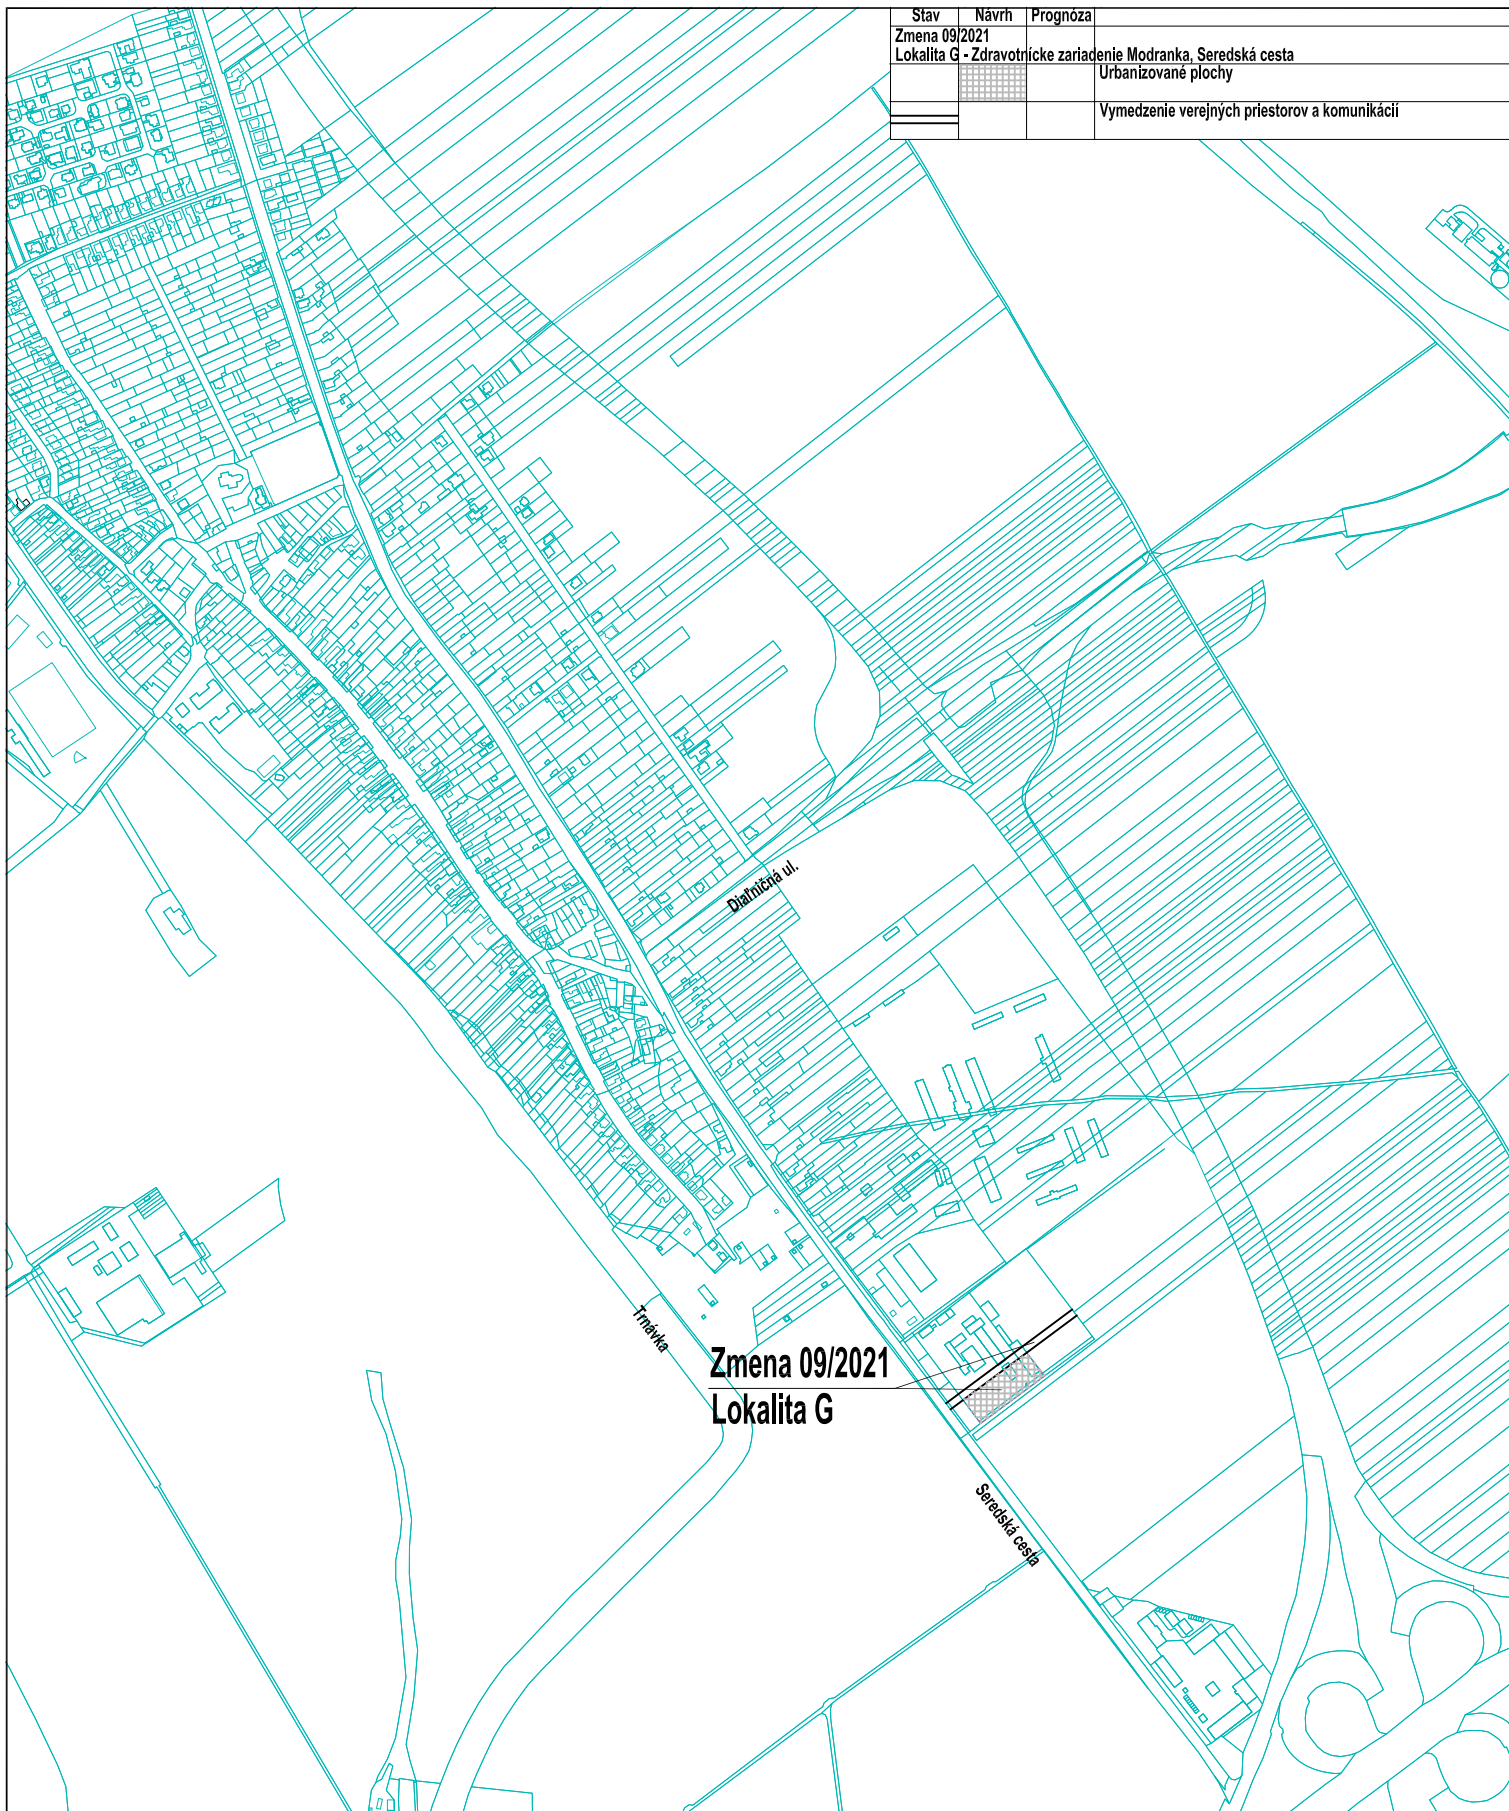 Stav Návrh Prognóza
Zmena 09/2021
Lokalita G - Zdravotnícke zariadenie Modranka, Seredská cesta
Urbanizované plochy
Vymedzenie verejných priestorov a komunikácií
3
Diaľničná ul.
Trnávka
Zmena 09/2021
Lokalita G
Seredská cesta